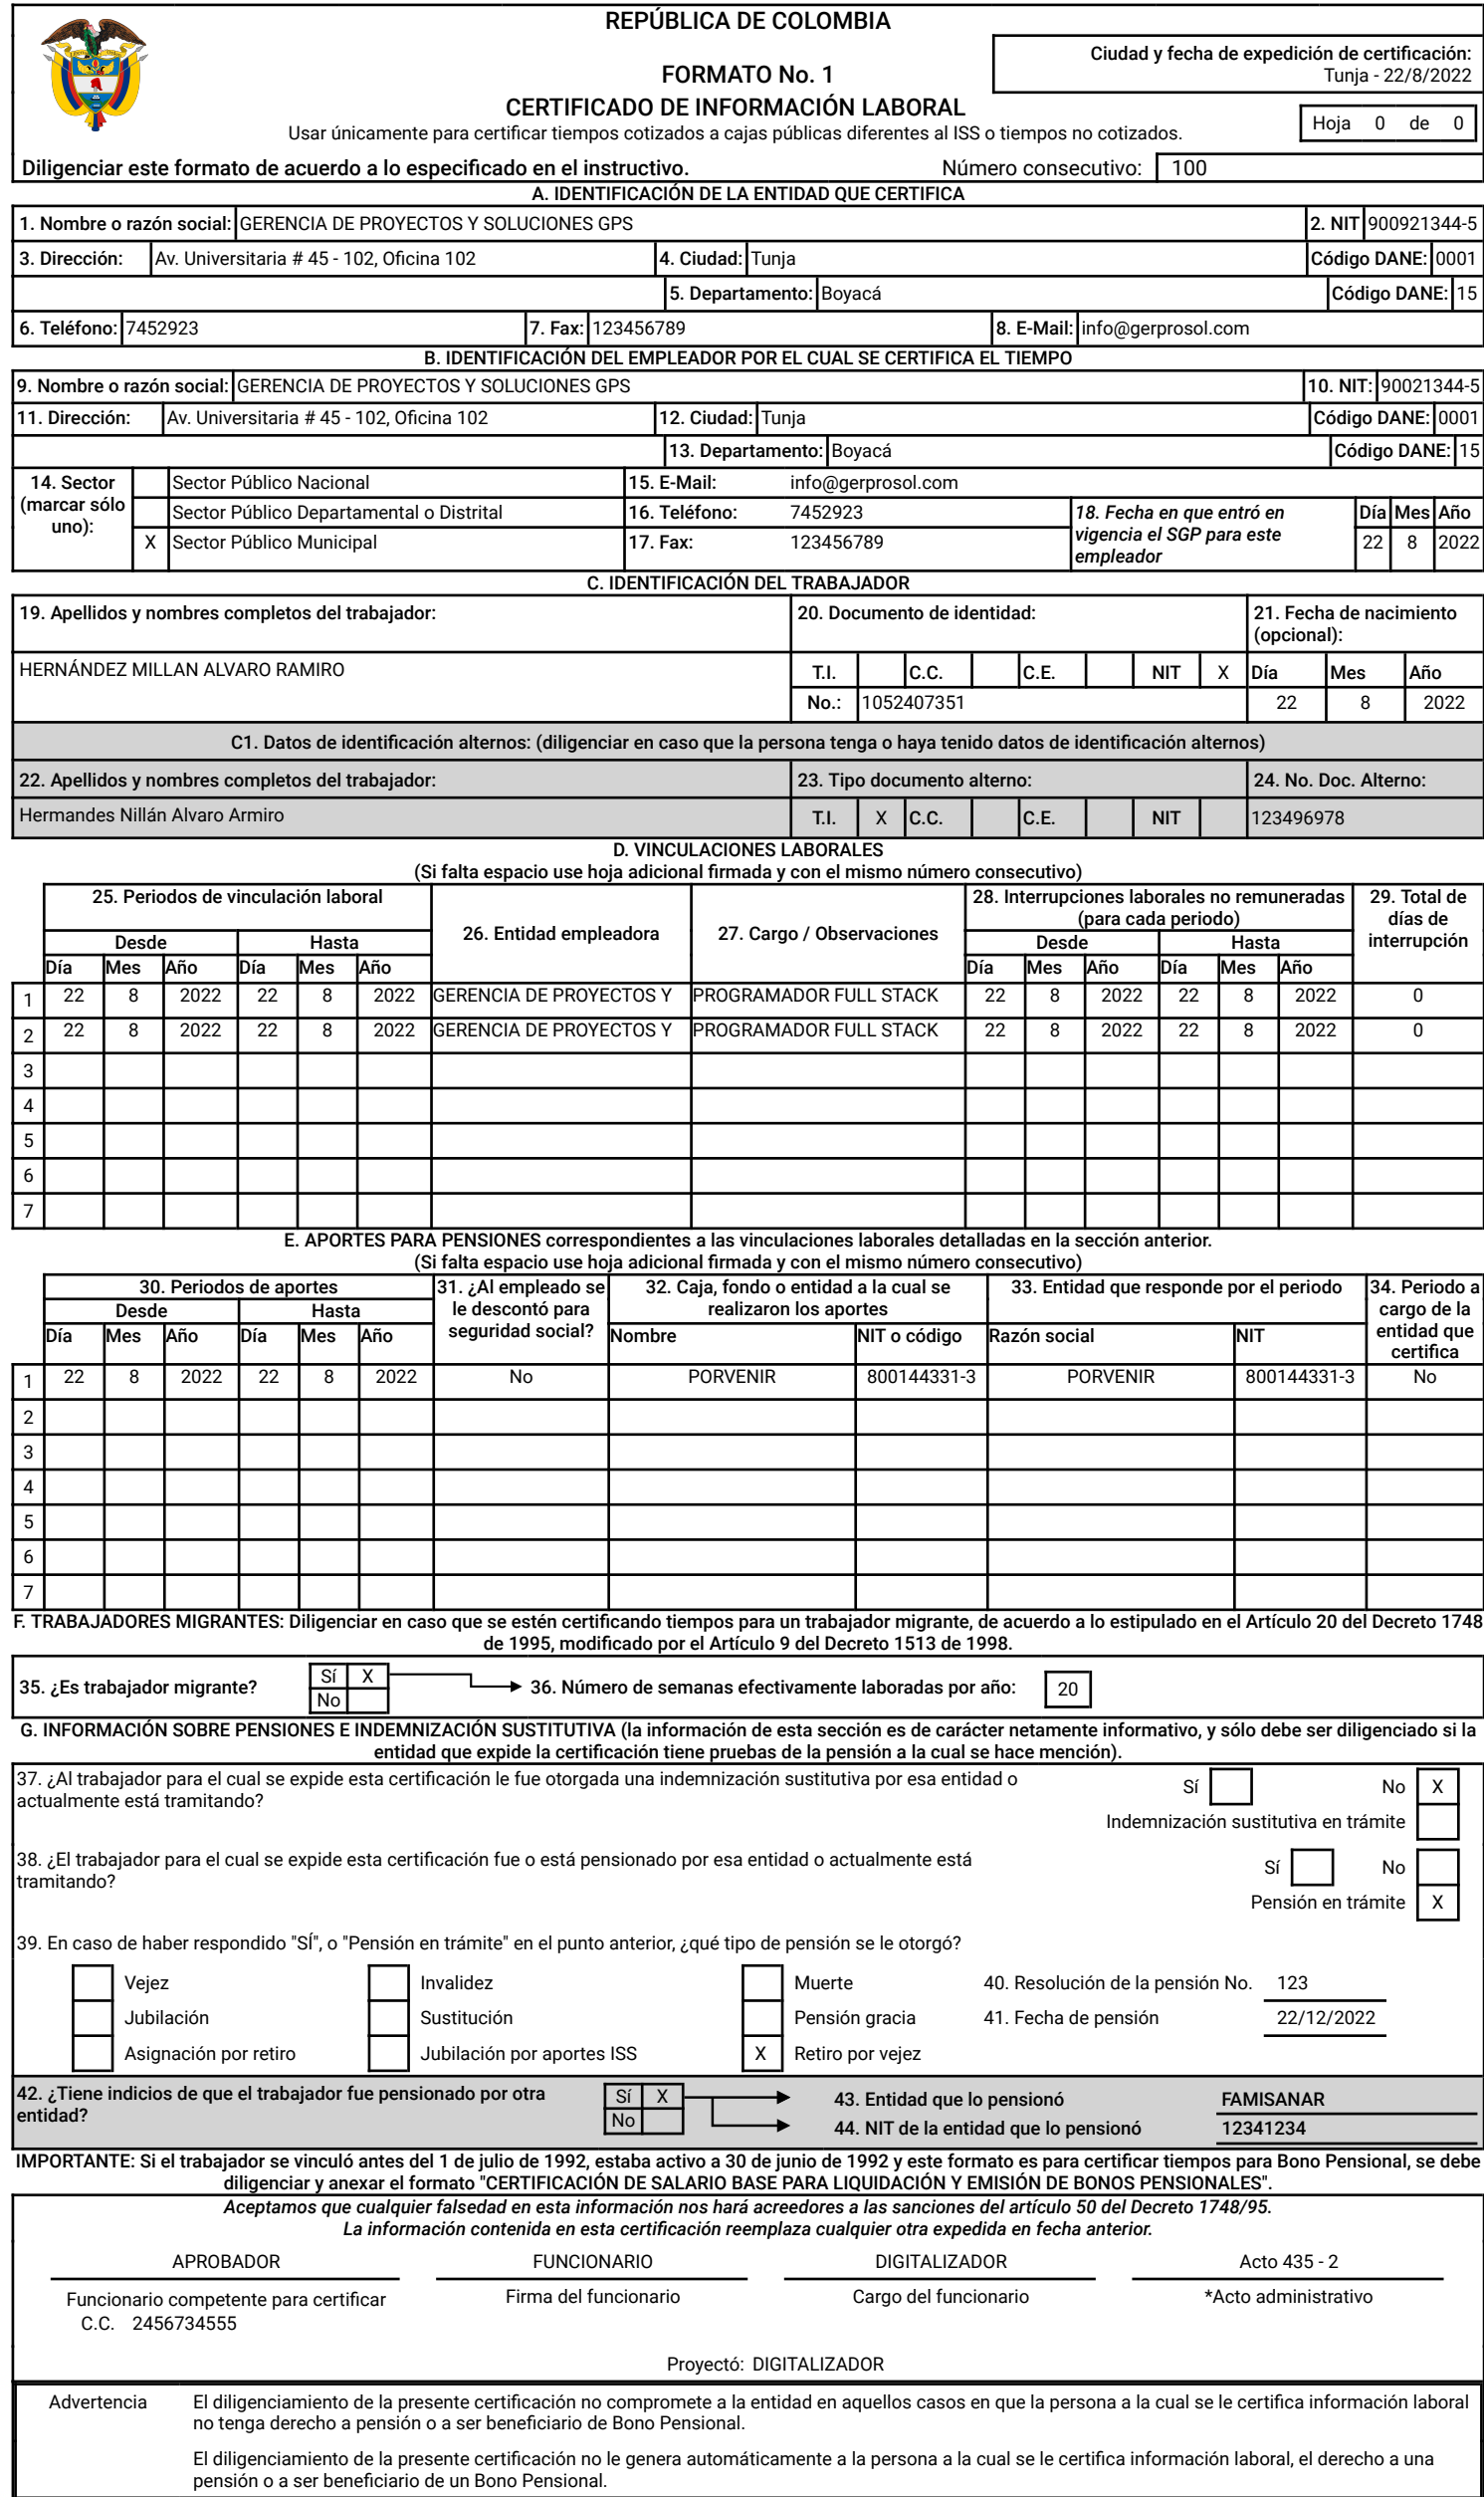 REPÚBLICA DE COLOMBIA
Ciudad y fecha de expedición de certificación:
Tunja - 22/8/2022
FORMATO No. 1
CERTIFICADO DE INFORMACIÓN LABORAL
Usar únicamente para certificar tiempos cotizados a cajas públicas diferentes al ISS o tiempos no cotizados.
Hoja 0 de 0
Diligenciar este formato de acuerdo a lo especificado en el instructivo. Número consecutivo: 100
A. IDENTIFICACIÓN DE LA ENTIDAD QUE CERTIFICA
1. Nombre o razón social: GERENCIA DE PROYECTOS Y SOLUCIONES GPS 2. NIT 900921344-5
3. Dirección: Av. Universitaria # 45 - 102, Oficina 102 4. Ciudad: Tunja Código DANE: 0001
5. Departamento: Boyacá Código DANE: 15
6. Teléfono: 7452923 7. Fax: 123456789 8. E-Mail: info@gerprosol.com
B. IDENTIFICACIÓN DEL EMPLEADOR POR EL CUAL SE CERTIFICA EL TIEMPO
9. Nombre o razón social: GERENCIA DE PROYECTOS Y SOLUCIONES GPS 10. NIT: 90021344-5
11. Dirección: Av. Universitaria # 45 - 102, Oficina 102 12. Ciudad: Tunja Código DANE: 0001
13. Departamento: Boyacá Código DANE: 15
14. Sector (marcar sólo uno):
Sector Público Nacional 15. E-Mail: info@gerprosol.com
Sector Público Departamental o Distrital 16. Teléfono: 7452923
X Sector Público Municipal 17. Fax: 123456789
18. Fecha en que entró en vigencia el SGP para este empleador
Día Mes Año
22 8 2022
C. IDENTIFICACIÓN DEL TRABAJADOR
19. Apellidos y nombres completos del trabajador: 20. Documento de identidad: 21. Fecha de nacimiento (opcional):
HERNÁNDEZ MILLAN ALVARO RAMIRO T.I. C.C. C.E. NIT X Día Mes Año
No.: 1052407351 22 8 2022
C1. Datos de identificación alternos: (diligenciar en caso que la persona tenga o haya tenido datos de identificación alternos)
22. Apellidos y nombres completos del trabajador: 23. Tipo documento alterno: 24. No. Doc. Alterno:
Hermandes Nillán Alvaro Armiro T.I. X C.C. C.E. NIT 123496978
D. VINCULACIONES LABORALES
(Si falta espacio use hoja adicional firmada y con el mismo número consecutivo)
25. Periodos de vinculación laboral 26. Entidad empleadora 27. Cargo / Observaciones 28. Interrupciones laborales no remuneradas (para cada periodo) 29. Total de días de interrupción
Desde Hasta Desde Hasta
Día Mes Año Día Mes Año Día Mes Año Día Mes Año
1 22 8 2022 22 8 2022 GERENCIA DE PROYECTOS Y PROGRAMADOR FULL STACK 22 8 2022 22 8 2022 0
2 22 8 2022 22 8 2022 GERENCIA DE PROYECTOS Y PROGRAMADOR FULL STACK 22 8 2022 22 8 2022 0
3
4
5
6
7
E. APORTES PARA PENSIONES correspondientes a las vinculaciones laborales detalladas en la sección anterior.
(Si falta espacio use hoja adicional firmada y con el mismo número consecutivo)
30. Periodos de aportes 31. ¿Al empleado se le descontó para seguridad social? 32. Caja, fondo o entidad a la cual se realizaron los aportes 33. Entidad que responde por el periodo 34. Periodo a cargo de la entidad que certifica
Desde Hasta
Día Mes Año Día Mes Año Nombre NIT o código Razón social NIT
1 22 8 2022 22 8 2022 No PORVENIR 800144331-3 PORVENIR 800144331-3 No
2
3
4
5
6
7
F. TRABAJADORES MIGRANTES: Diligenciar en caso que se estén certificando tiempos para un trabajador migrante, de acuerdo a lo estipulado en el Artículo 20 del Decreto 1748
de 1995, modificado por el Artículo 9 del Decreto 1513 de 1998.
35. ¿Es trabajador migrante? Sí X No 36. Número de semanas efectivamente laboradas por año: 20
G. INFORMACIÓN SOBRE PENSIONES E INDEMNIZACIÓN SUSTITUTIVA (la información de esta sección es de carácter netamente informativo, y sólo debe ser diligenciado si la
entidad que expide la certificación tiene pruebas de la pensión a la cual se hace mención).
37. ¿Al trabajador para el cual se expide esta certificación le fue otorgada una indemnización sustitutiva por esa entidad o
actualmente está tramitando?
Sí No X
Indemnización sustitutiva en trámite
38. ¿El trabajador para el cual se expide esta certificación fue o está pensionado por esa entidad o actualmente está
tramitando?
Sí No
Pensión en trámite X
39. En caso de haber respondido "SÍ", o "Pensión en trámite" en el punto anterior, ¿qué tipo de pensión se le otorgó?
Vejez Invalidez Muerte 40. Resolución de la pensión No. 123
Jubilación Sustitución Pensión gracia 41. Fecha de pensión 22/12/2022
Asignación por retiro Jubilación por aportes ISS X Retiro por vejez
42. ¿Tiene indicios de que el trabajador fue pensionado por otra
entidad?
Sí X
No
43. Entidad que lo pensionó FAMISANAR
44. NIT de la entidad que lo pensionó 12341234
IMPORTANTE: Si el trabajador se vinculó antes del 1 de julio de 1992, estaba activo a 30 de junio de 1992 y este formato es para certificar tiempos para Bono Pensional, se debe
diligenciar y anexar el formato "CERTIFICACIÓN DE SALARIO BASE PARA LIQUIDACIÓN Y EMISIÓN DE BONOS PENSIONALES".
Aceptamos que cualquier falsedad en esta información nos hará acreedores a las sanciones del artículo 50 del Decreto 1748/95.
La información contenida en esta certificación reemplaza cualquier otra expedida en fecha anterior.
APROBADOR FUNCIONARIO DIGITALIZADOR Acto 435 - 2
Funcionario competente para certificar Firma del funcionario Cargo del funcionario *Acto administrativo
C.C. 2456734555
Proyectó: DIGITALIZADOR
Advertencia El diligenciamiento de la presente certificación no compromete a la entidad en aquellos casos en que la persona a la cual se le certifica información laboral
no tenga derecho a pensión o a ser beneficiario de Bono Pensional.
El diligenciamiento de la presente certificación no le genera automáticamente a la persona a la cual se le certifica información laboral, el derecho a una
pensión o a ser beneficiario de un Bono Pensional.